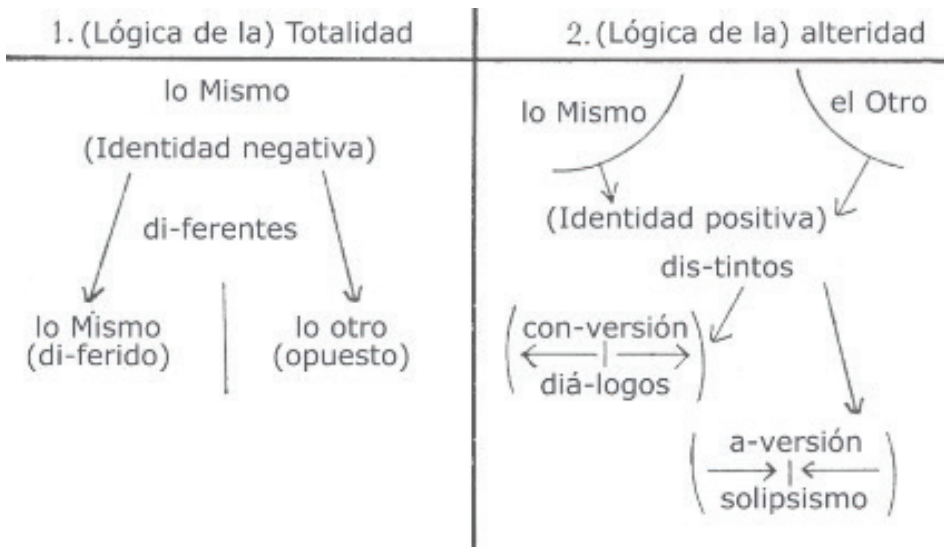 1. (Lógica de la) Totalidad
lo Mismo
(Identidad negativa)
di-ferentes
lo Mismo
(di-ferido)
lo otro
(opuesto)
2. (Lógica de la) alteridad
lo Mismo
el Otro
(Identidad positiva)
dis-tintos
con-versión
diá-logos
a-versión
solipsismo